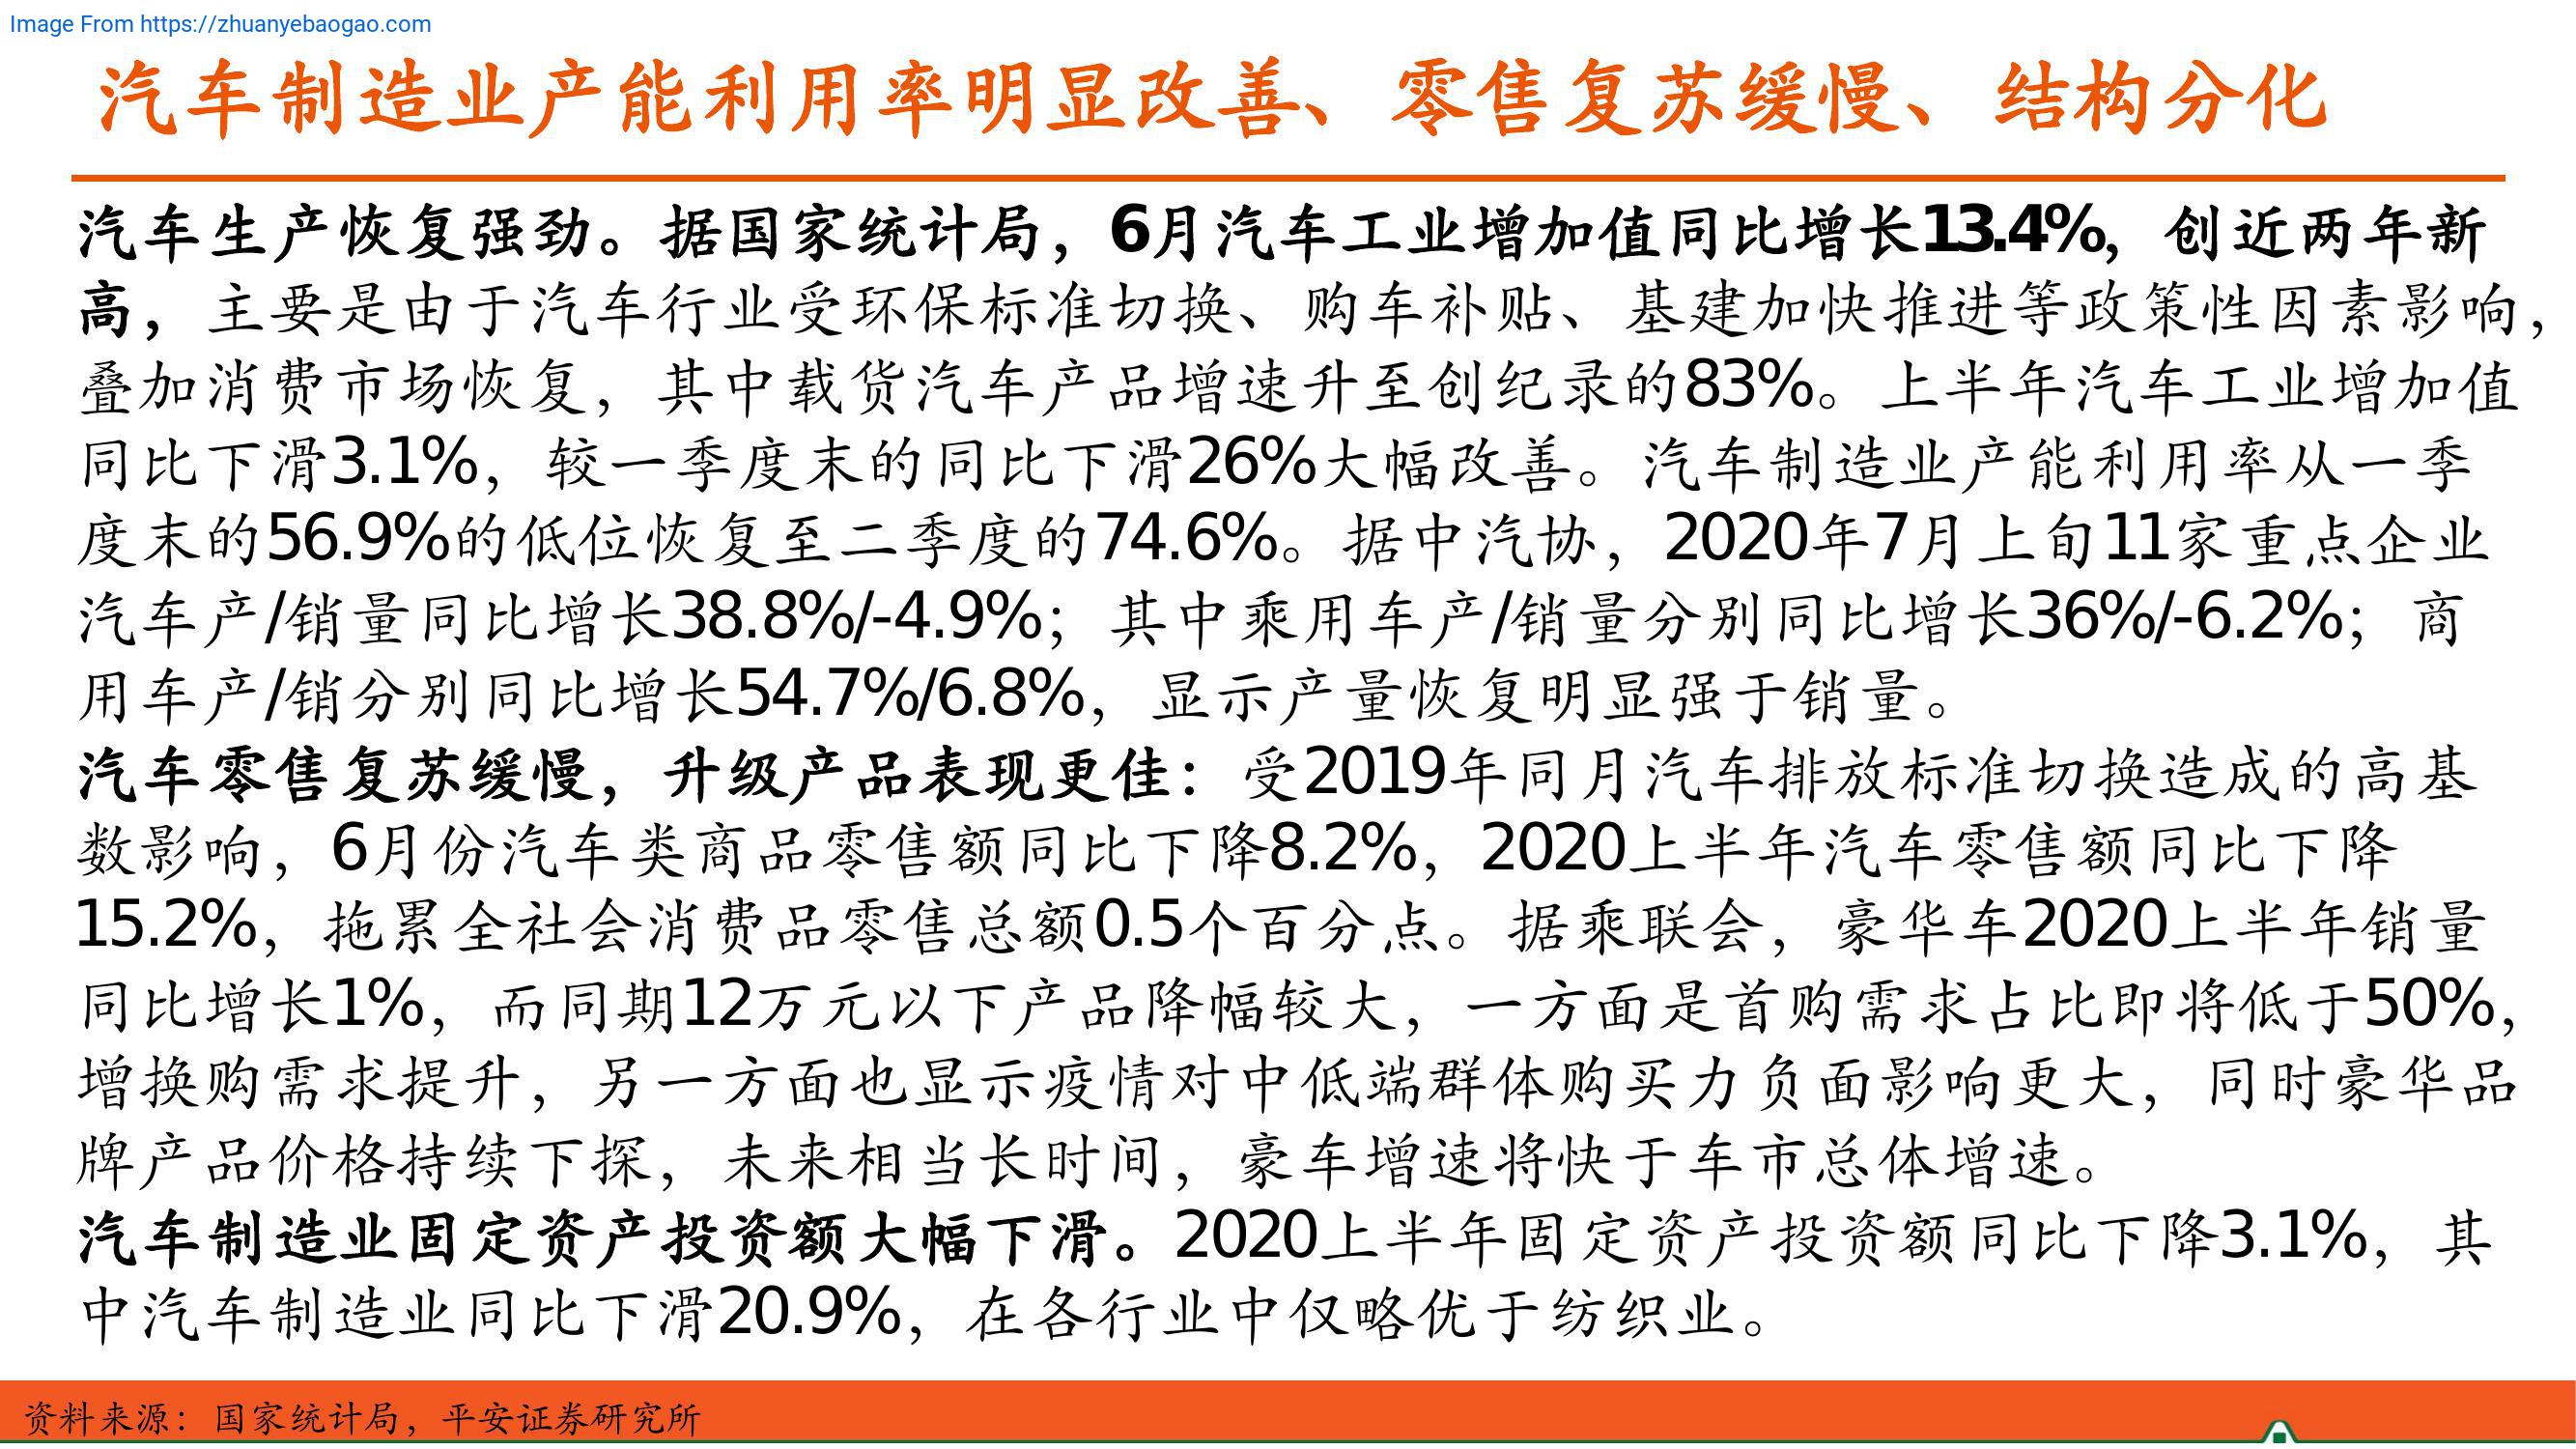 Image From https://zhuanyebaogao.com
汽车制造业产能利用率明显改善、零售复苏缓慢、结构分化
汽车生产恢复强劲。据国家统计局，6月汽车工业增加值同比增长13.4%，创近两年新
高，主要是由于汽车行业受环保标准切换、购车补贴、基建加快推进等政策性因素影响，
叠加消费市场恢复，其中载货汽车产品增速升至创纪录的83%。上半年汽车工业增加值
同比下滑3.1%，较一季度末的同比下滑26%大幅改善。汽车制造业产能利用率从一季
度末的56.9%的低位恢复至二季度的74.6%。据中汽协，2020年7月上旬11家重点企业
汽车产/销量同比增长38.8%/-4.9%；其中乘用车产/销量分别同比增长36%/-6.2%；商
用车产/销分别同比增长54.7%/6.8%，显示产量恢复明显强于销量。
汽车零售复苏缓慢，升级产品表现更佳：受2019年同月汽车排放标准切换造成的高基
数影响，6月份汽车类商品零售额同比下降8.2%，2020上半年汽车零售额同比下降
15.2%，拖累全社会消费品零售总额0.5个百分点。据乘联会，豪华车2020上半年销量
同比增长1%，而同期12万元以下产品降幅较大，一方面是首购需求占比即将低于50%，
增换购需求提升，另一方面也显示疫情对中低端群体购买力负面影响更大，同时豪华品
牌产品价格持续下探，未来相当长时间，豪车增速将快于车市总体增速。
汽车制造业固定资产投资额大幅下滑。2020上半年固定资产投资额同比下降3.1%，其
中汽车制造业同比下滑20.9%，在各行业中仅略优于纺织业。
资料来源：国家统计局，平安证券研究所